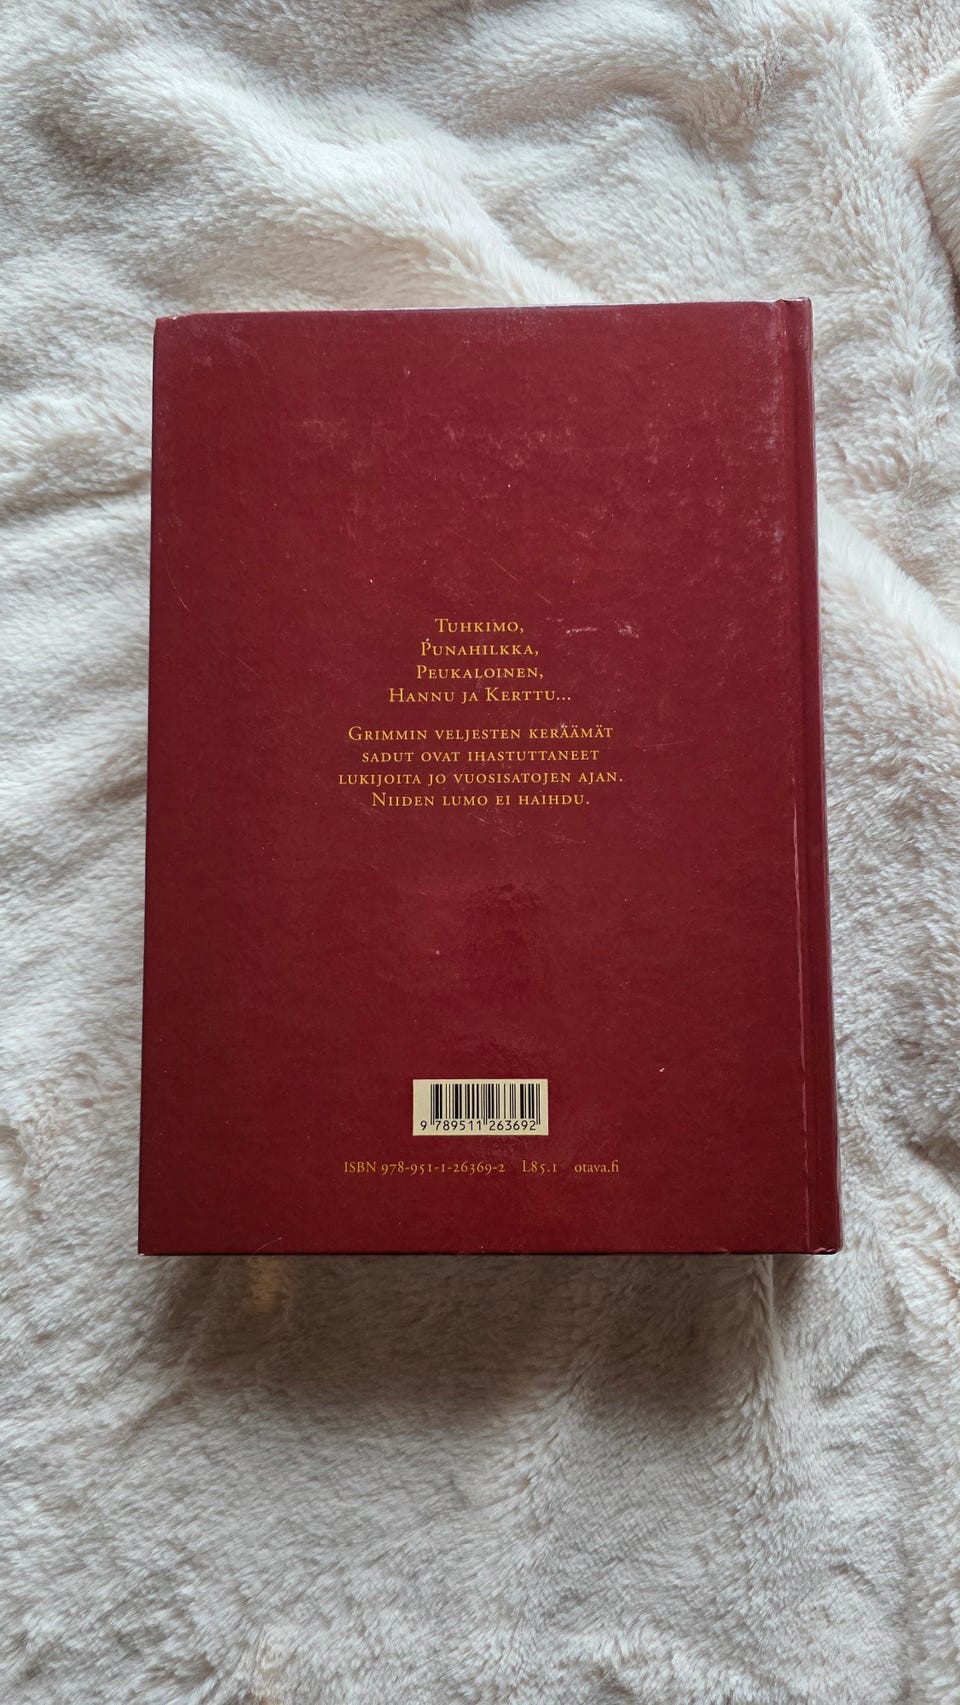 Tuhkimo,
Punahilkka,
Peukaloinen,
Hannu ja Kerttu...
Grimmin veljesten keräämät
sadut ovat ihastuttaneet
lukijoita jo vuosisatojen ajan.
Niiden lumo ei haihdu.
9 789511 263692
ISBN 978-951-1-26369-2 L85.1 otava.fi